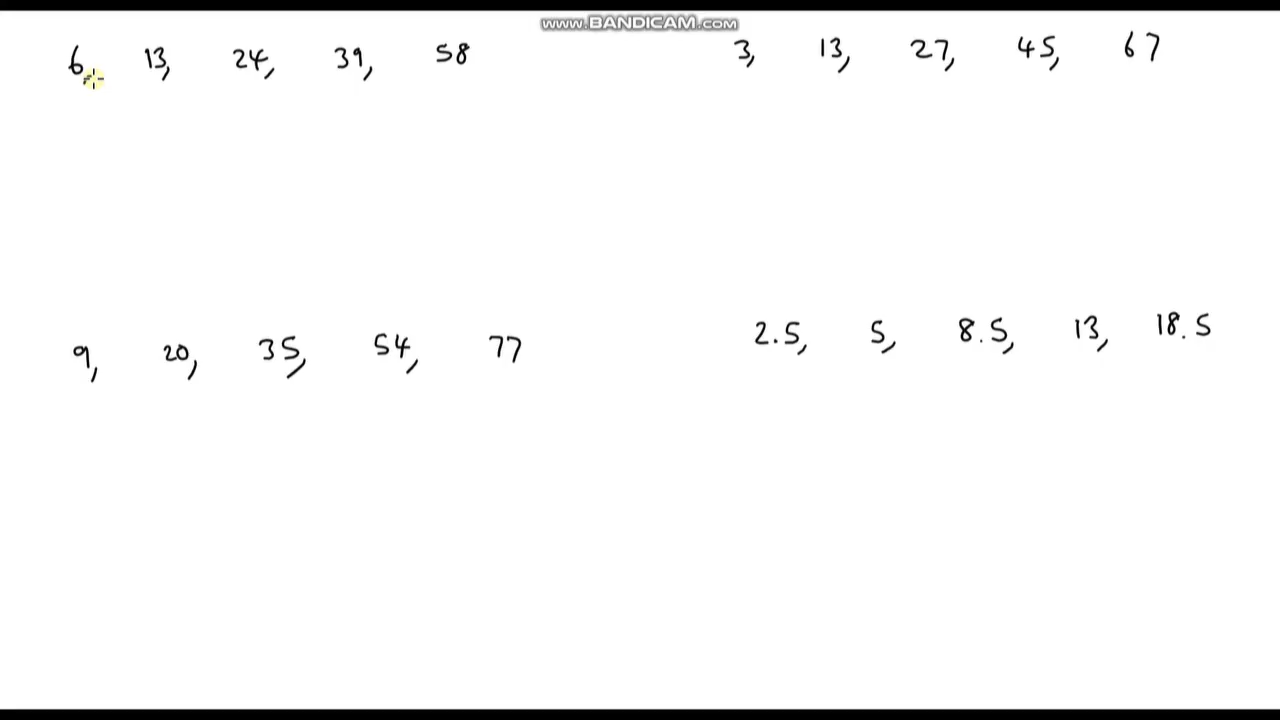 www.BANDICAM.com
6, 13, 24, 39, 58
3, 13, 27, 45, 67
9, 20, 35, 54, 77
2.5, 5, 8.5, 13, 18.5